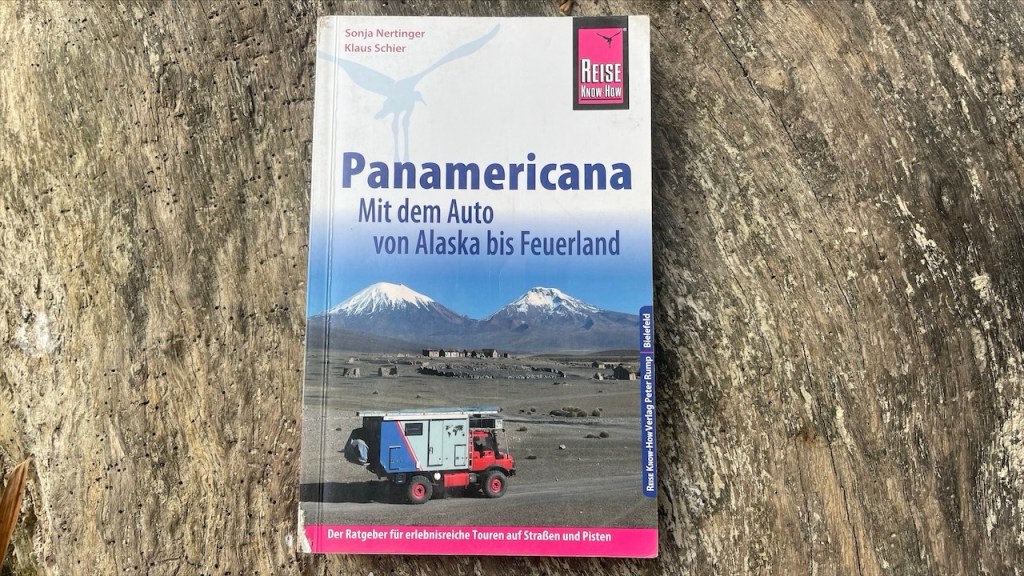 Sonja Nertinger
Klaus Schier
REISE
KNOW-HOW
Panamericana
Mit dem Auto
von Alaska bis Feuerland
REISE KNOW-HOW Verlag Peter Rump | Bielefeld
Der Ratgeber für erlebnisreiche Touren auf Straßen und Pisten